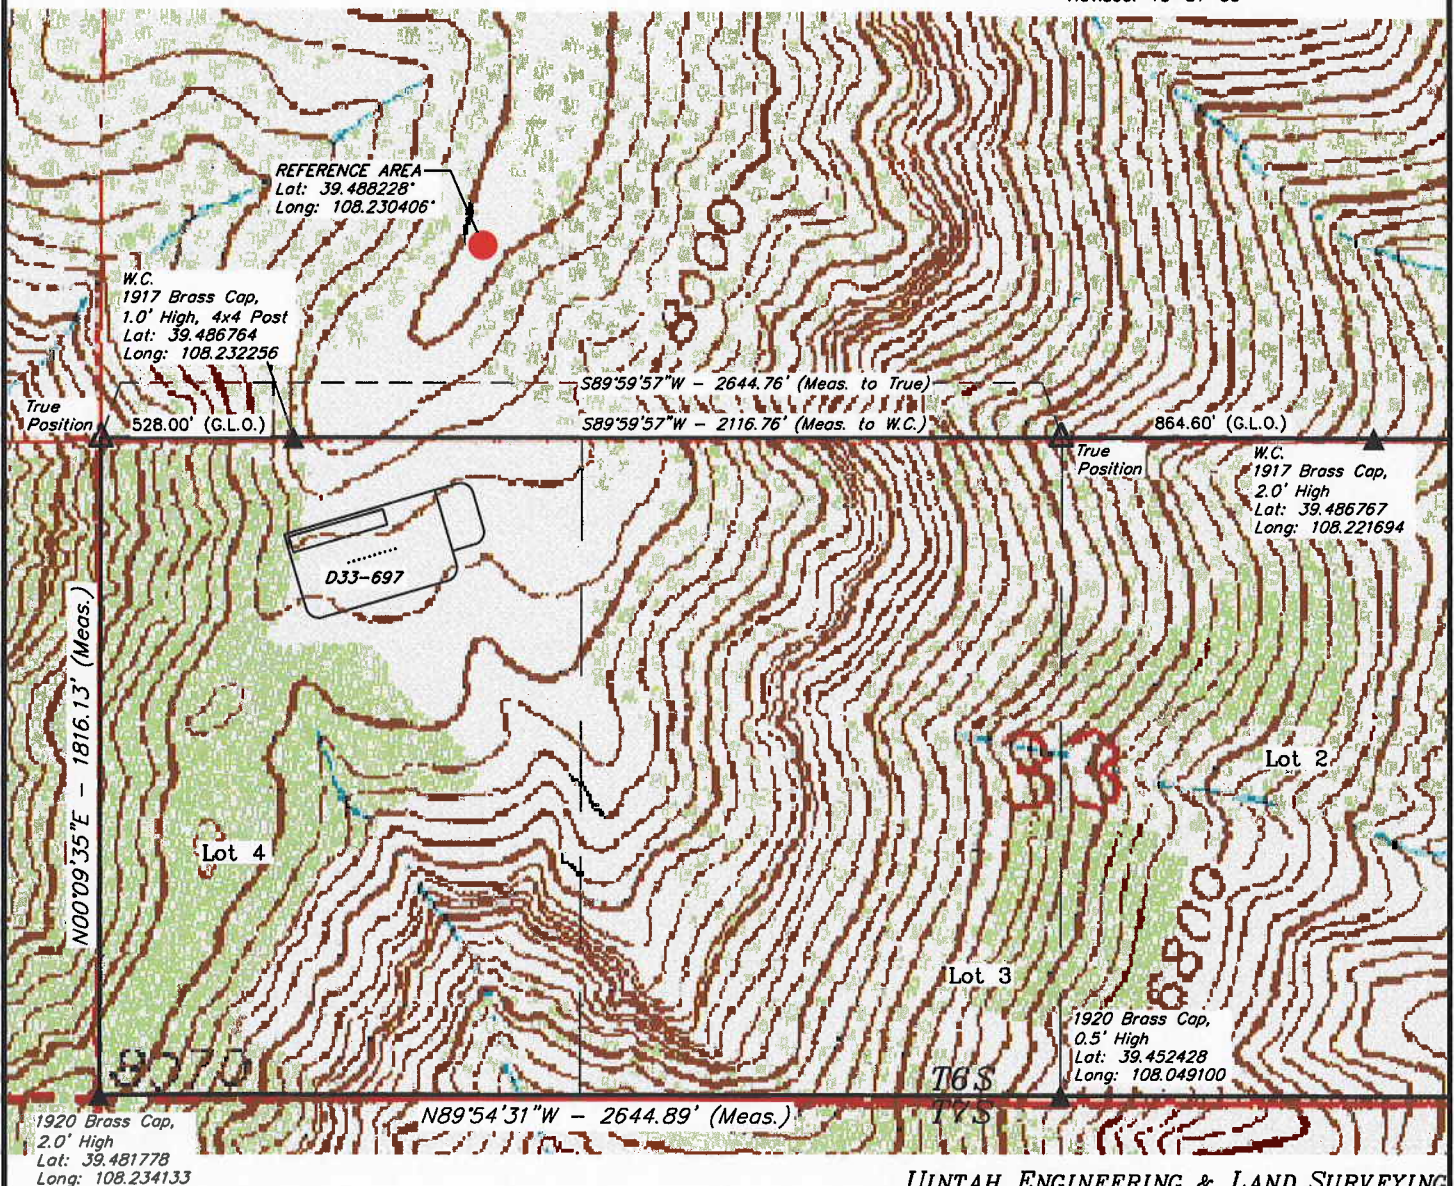 REFERENCE AREA
Lat: 39.488228°
Long: 108.230406°
W.C.
1917 Brass Cap,
1.0' High, 4x4 Post
Lat: 39.486764
Long: 108.232256
S89°59'57"W - 2644.76' (Meas. to True)
True
Position
528.00' (G.L.O.)
S89°59'57"W - 2116.76' (Meas. to W.C.)
864.60' (G.L.O.)
True
Position
W.C.
1917 Brass Cap,
2.0' High
Lat: 39.486767
Long: 108.221694
D33-697
N00°09'35"E - 1816.13' (Meas.)
33
Lot 2
Lot 4
Lot 3
1920 Brass Cap,
0.5' High
Lat: 39.452428
Long: 108.049100
8370
T6S
T7S
N89°54'31"W - 2644.89' (Meas.)
1920 Brass Cap,
2.0' High
Lat: 39.481778
Long: 108.234133
UINTAH ENGINEERING & LAND SURVEYING